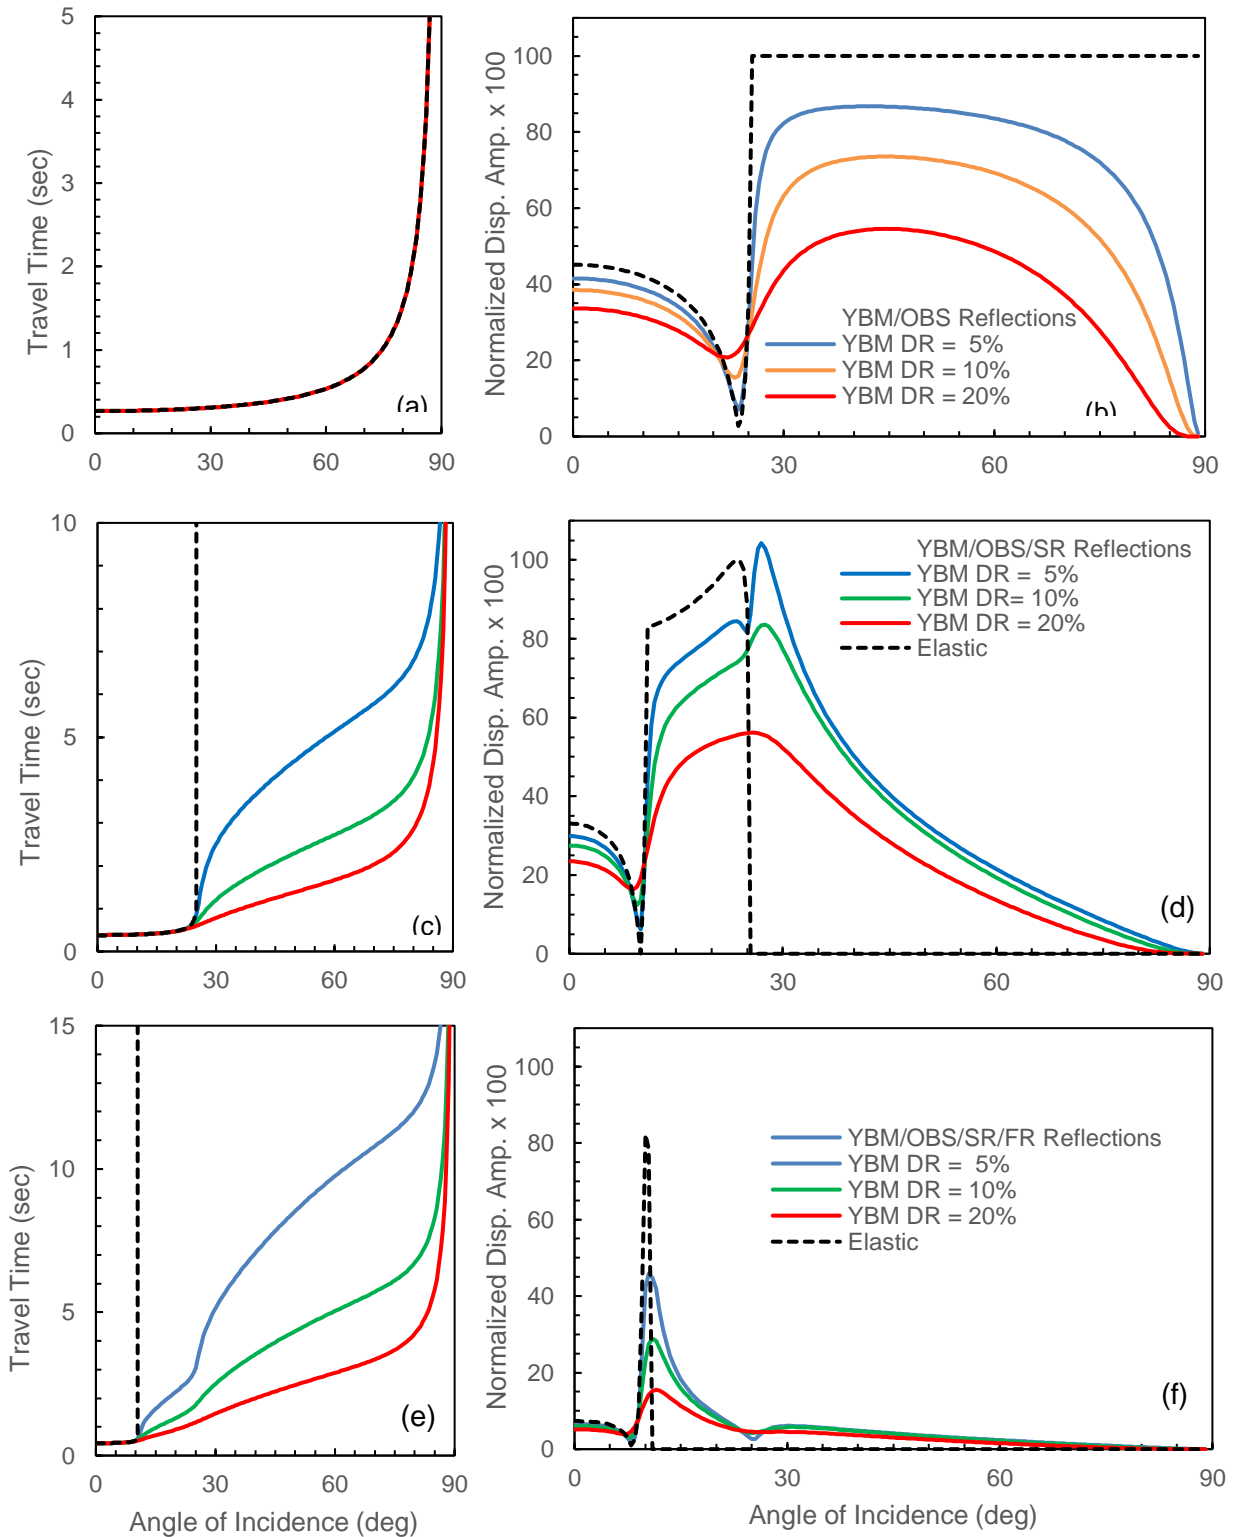 5
4
3
2
1
0
Travel Time (sec)
0
30
60
90
(a)
100
80
60
40
20
0
Normalized Disp. Amp. x 100
YBM/OBS Reflections
YBM DR = 5%
YBM DR = 10%
YBM DR = 20%
(b)
0
30
60
90
10
5
0
Travel Time (sec)
(c)
0
30
60
90
100
80
60
40
20
0
Normalized Disp. Amp. x 100
YBM/OBS/SR Reflections
YBM DR = 5%
YBM DR= 10%
YBM DR = 20%
Elastic
(d)
0
30
60
90
15
10
5
0
Travel Time (sec)
(e)
0
30
60
90
Angle of Incidence (deg)
100
80
60
40
20
0
Normalized Disp. Amp. x 100
YBM/OBS/SR/FR Reflections
YBM DR = 5%
YBM DR = 10%
YBM DR = 20%
Elastic
(f)
0
30
60
90
Angle of Incidence (deg)